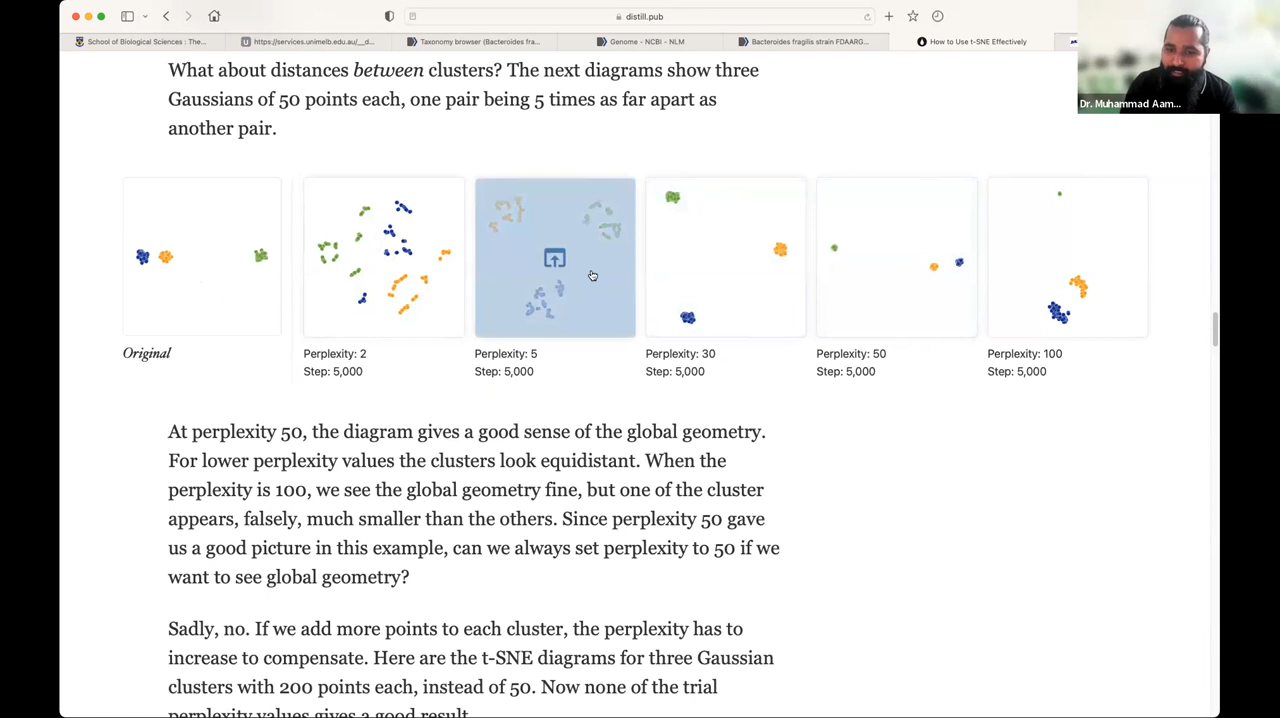 distill.pub
School of Biological Sciences : The...
https://services.unimelb.edu.au/__d...
Taxonomy browser (Bacteroides fra...
Genome - NCBI - NLM
Bacteroides fragilis strain FDAARG...
How to Use t-SNE Effectively
Dr. Muhammad Aam...
What about distances between clusters? The next diagrams show three
Gaussians of 50 points each, one pair being 5 times as far apart as
another pair.
Original
Perplexity: 2
Step: 5,000
Perplexity: 5
Step: 5,000
Perplexity: 30
Step: 5,000
Perplexity: 50
Step: 5,000
Perplexity: 100
Step: 5,000
At perplexity 50, the diagram gives a good sense of the global geometry.
For lower perplexity values the clusters look equidistant. When the
perplexity is 100, we see the global geometry fine, but one of the cluster
appears, falsely, much smaller than the others. Since perplexity 50 gave
us a good picture in this example, can we always set perplexity to 50 if we
want to see global geometry?
Sadly, no. If we add more points to each cluster, the perplexity has to
increase to compensate. Here are the t-SNE diagrams for three Gaussian
clusters with 200 points each, instead of 50. Now none of the trial
perplexity values gives a good result.